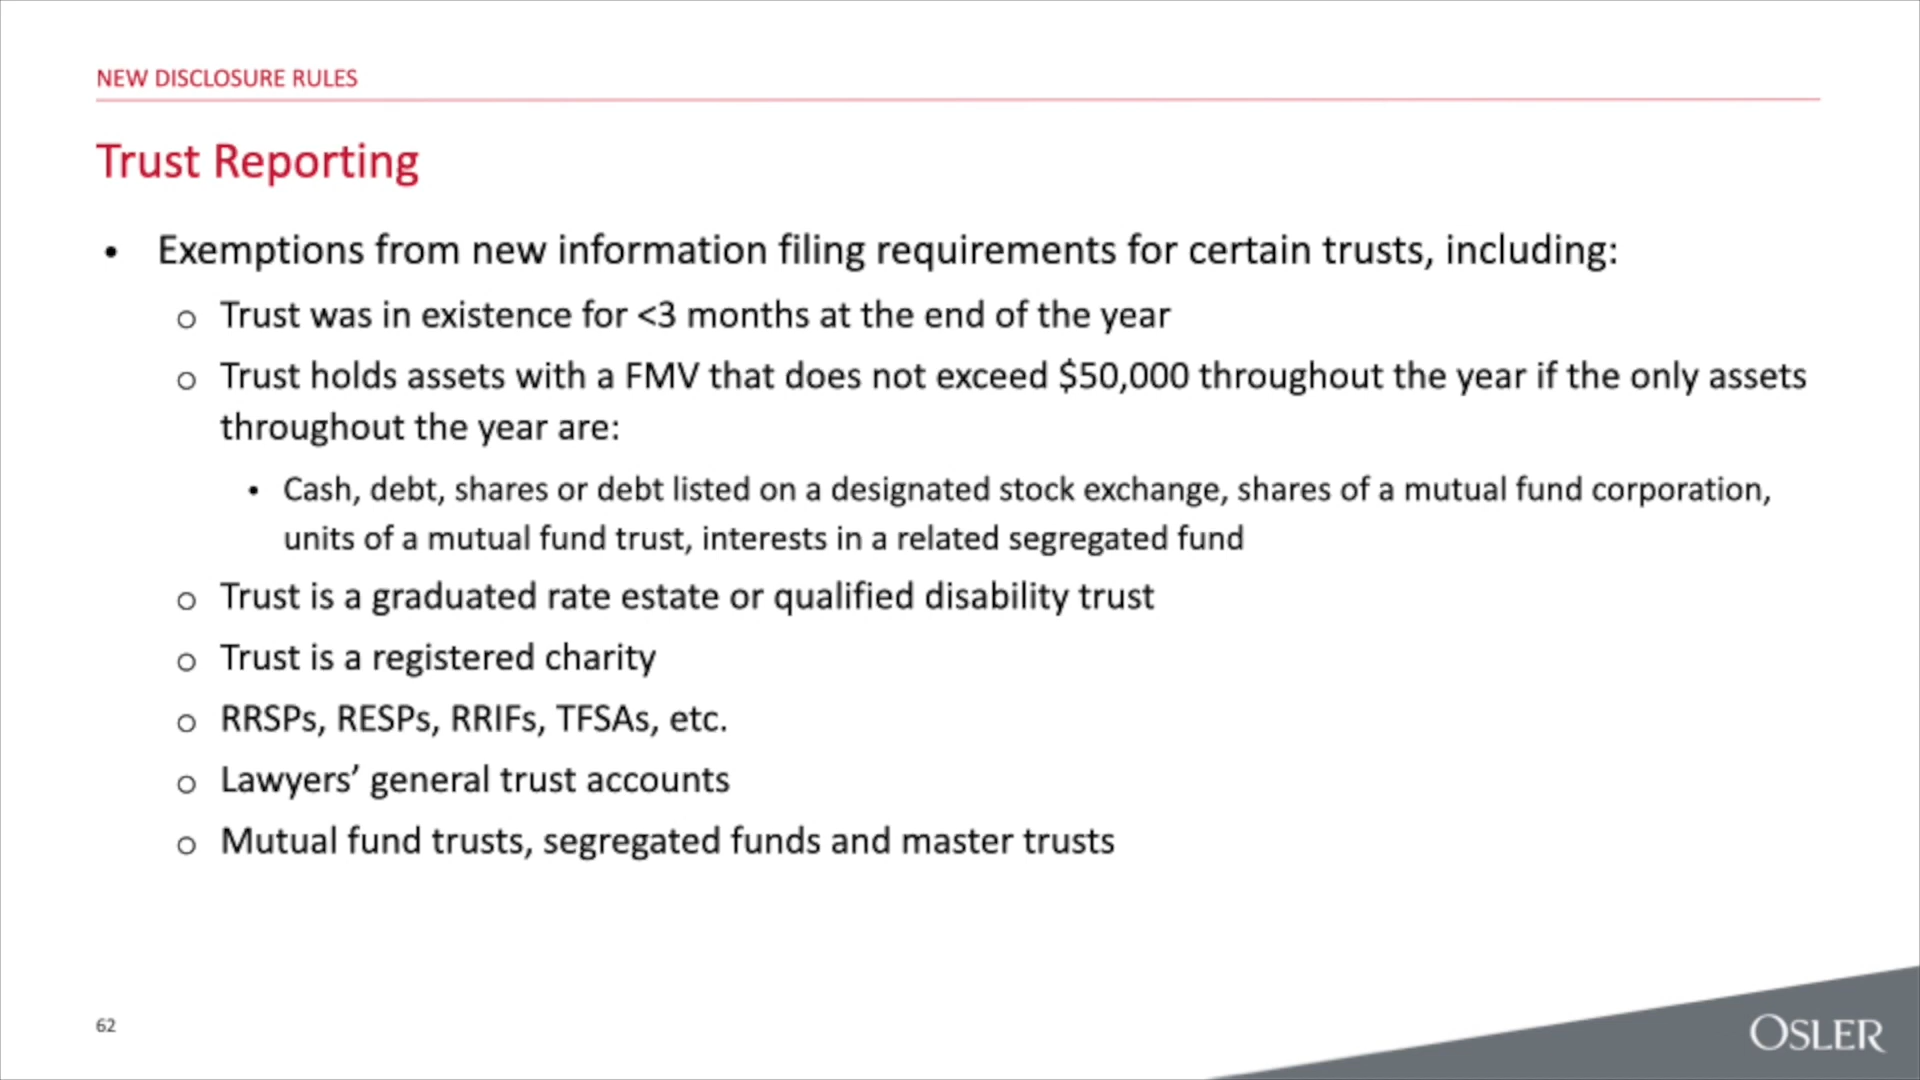 NEW DISCLOSURE RULES
Trust Reporting
• Exemptions from new information filing requirements for certain trusts, including:
o Trust was in existence for <3 months at the end of the year
o Trust holds assets with a FMV that does not exceed $50,000 throughout the year if the only assets
throughout the year are:
• Cash, debt, shares or debt listed on a designated stock exchange, shares of a mutual fund corporation,
units of a mutual fund trust, interests in a related segregated fund
o Trust is a graduated rate estate or qualified disability trust
o Trust is a registered charity
o RRSPs, RESPs, RRIFs, TFSAs, etc.
o Lawyers’ general trust accounts
o Mutual fund trusts, segregated funds and master trusts
62
OSLER